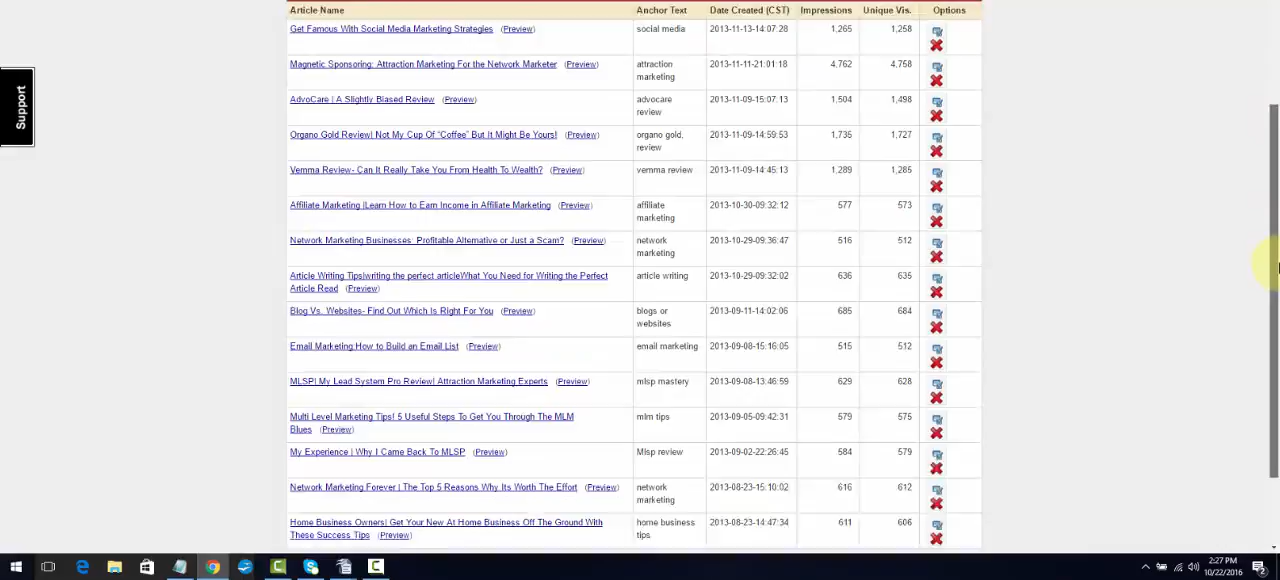 Article Name Anchor Text Date Created (CST) Impressions Unique Vis. Options
Get Famous With Social Media Marketing Strategies (Preview) social media 2013-11-13-14:07:28 1,265 1,258
Magnetic Sponsoring: Attraction Marketing For the Network Marketer (Preview) attraction 2013-11-11-21:01:18 4,762 4,758
marketing
AdvoCare | A Slightly Biased Review (Preview) advocare 2013-11-09-15:07:13 1,504 1,498
review
Organo Gold Review| Not My Cup Of "Coffee" But It Might Be Yours! (Preview) organo gold, 2013-11-09-14:59:53 1,735 1,727
review
Vemma Review- Can It Really Take You From Health To Wealth? (Preview) vemma review 2013-11-09-14:45:13 1,289 1,285
Affiliate Marketing |Learn How to Earn Income in Affiliate Marketing (Preview) affiliate 2013-10-30-09:32:12 577 573
marketing
Network Marketing Businesses: Profitable Alternative or Just a Scam? (Preview) network 2013-10-29-09:36:47 516 512
marketing
Article Writing Tips|writing the perfect articleWhat You Need for Writing the Perfect article writing 2013-10-29-09:32:02 636 635
Article Read (Preview)
Blog Vs. Websites- Find Out Which Is Right For You (Preview) blogs or 2013-09-11-14:02:06 685 684
websites
Email Marketing How to Build an Email List (Preview) email marketing 2013-09-08-15:16:05 515 512
MLSP| My Lead System Pro Review| Attraction Marketing Experts (Preview) mlsp mastery 2013-09-08-13:46:59 629 628
Multi Level Marketing Tips! 5 Useful Steps To Get You Through The MLM mlm tips 2013-09-05-09:42:31 579 575
Blues (Preview)
My Experience | Why I Came Back To MLSP (Preview) Mlsp review 2013-09-02-22:26:45 584 579
Network Marketing Forever | The Top 5 Reasons Why Its Worth The Effort (Preview) network 2013-08-23-15:10:02 616 612
marketing
Home Business Owners| Get Your New At Home Business Off The Ground With home business 2013-08-23-14:47:34 611 606
These Success Tips (Preview) tips
Support
2:27 PM
10/22/2016